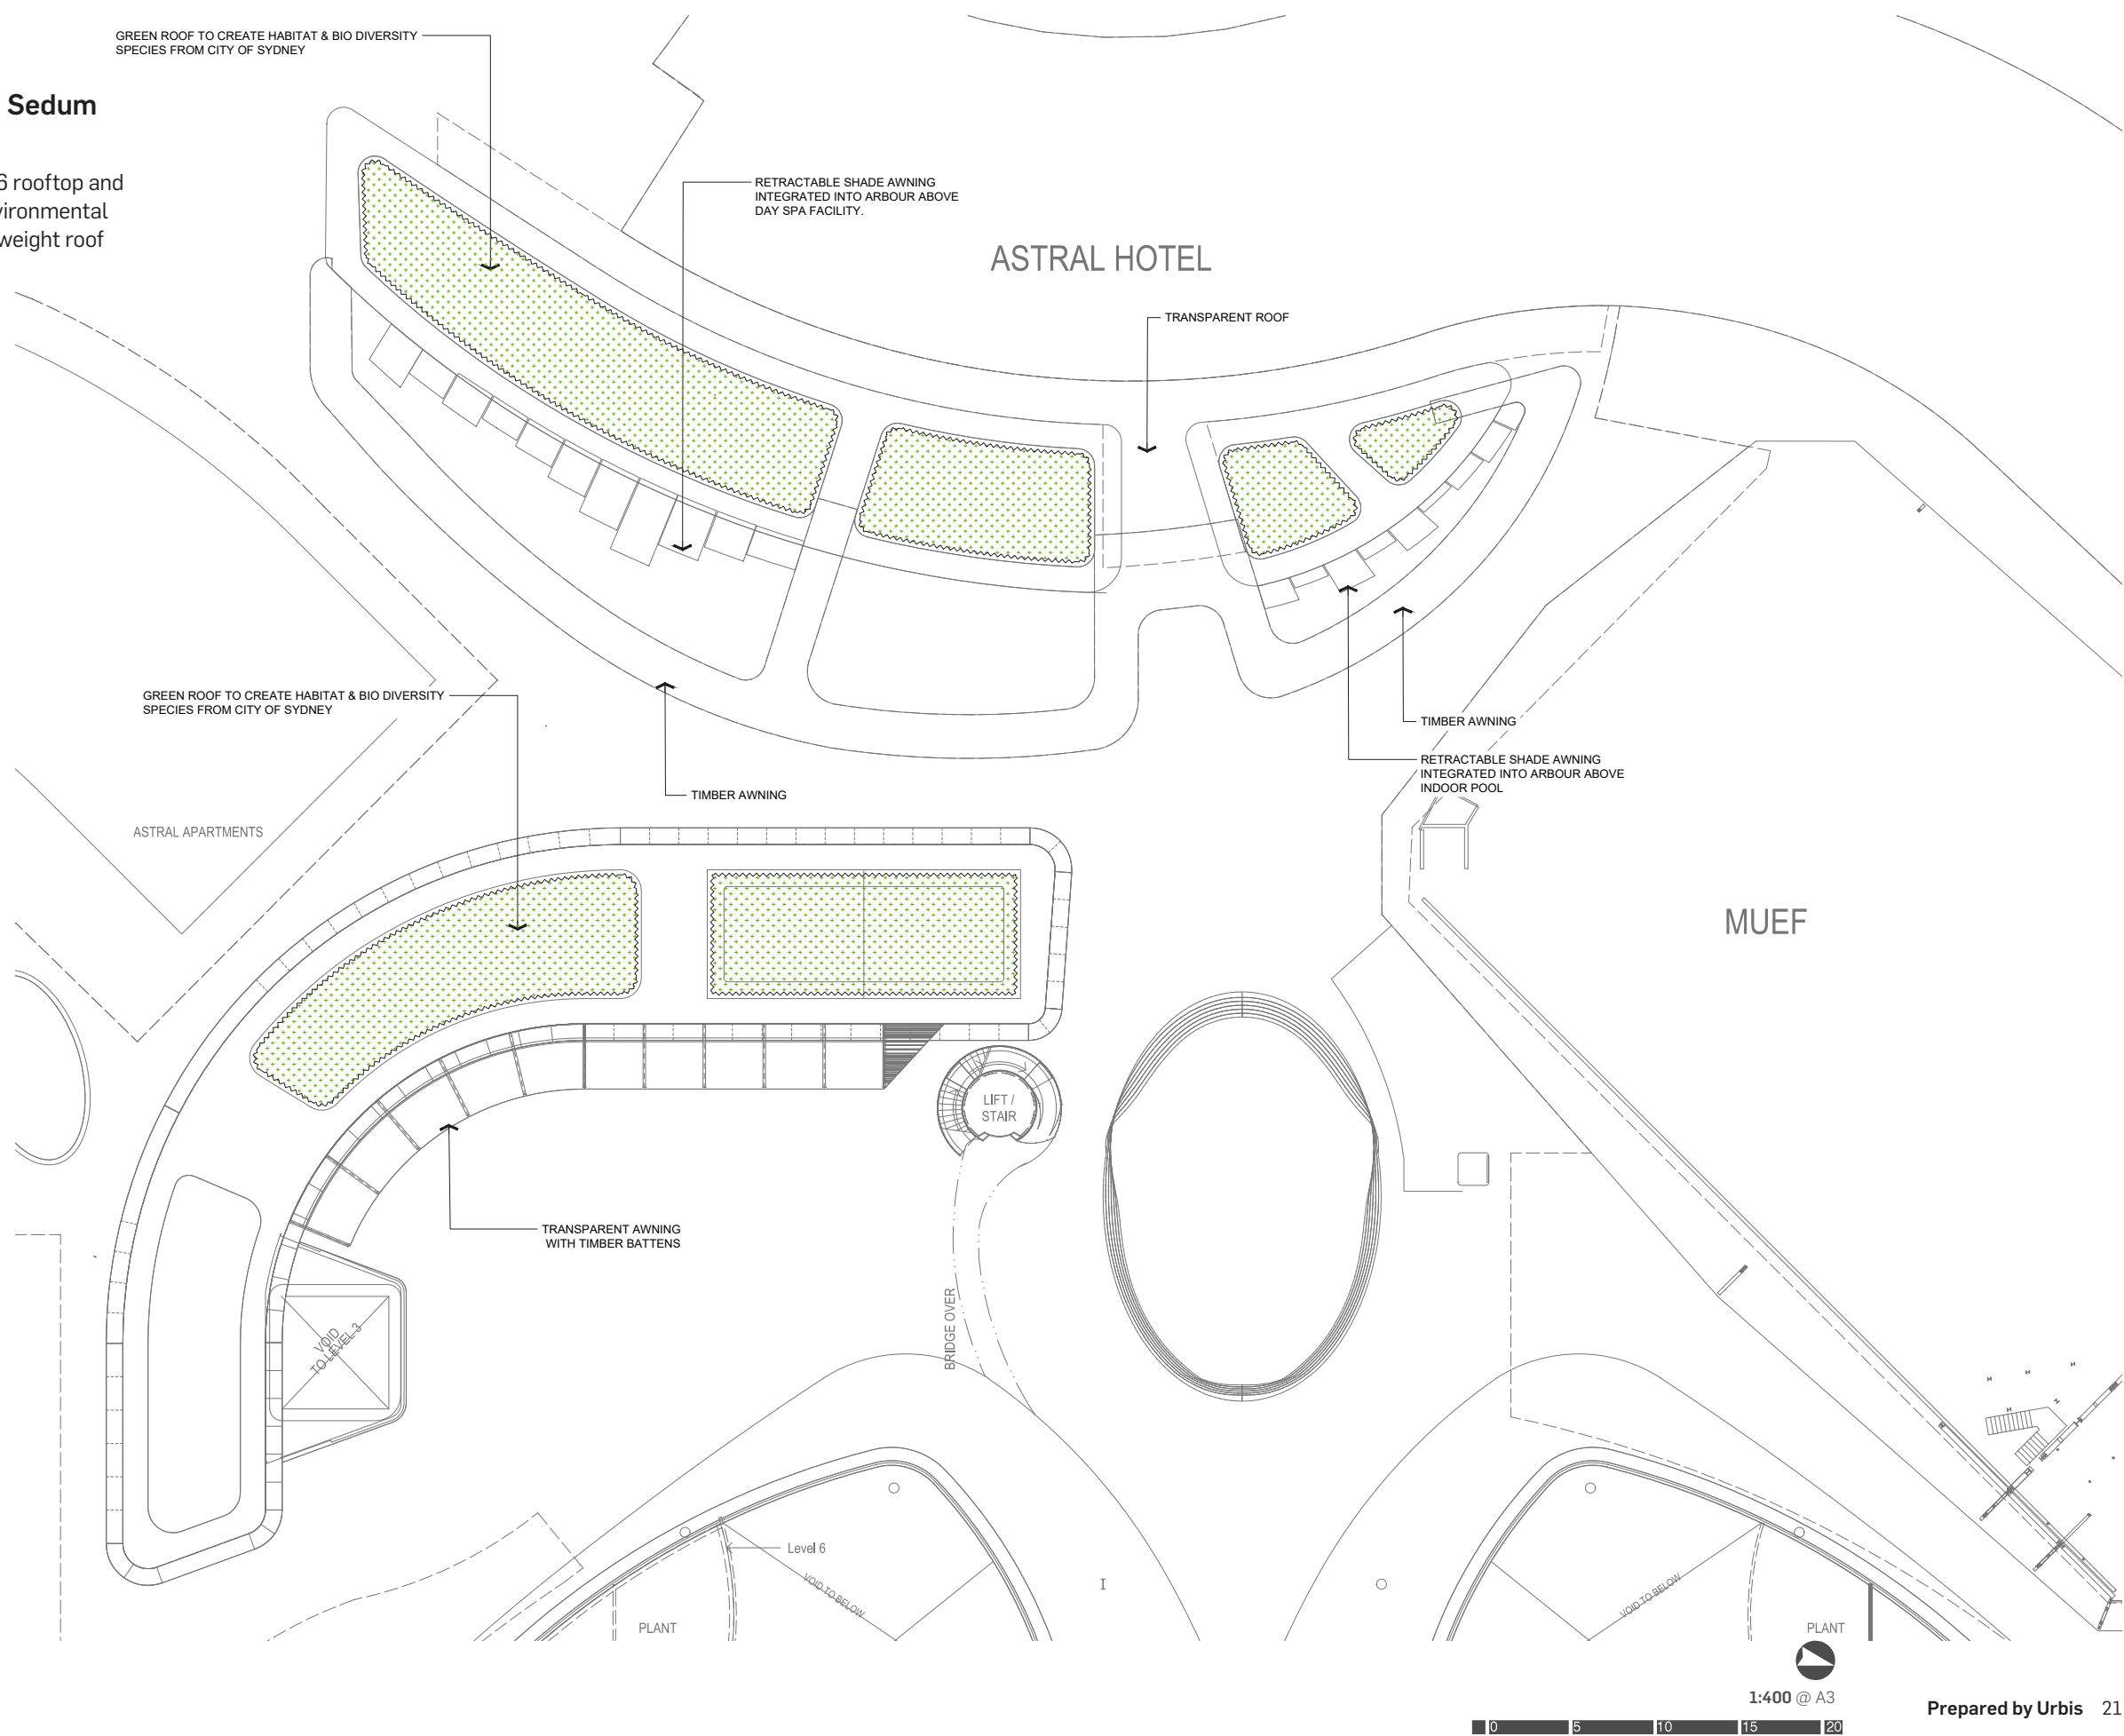 GREEN ROOF TO CREATE HABITAT & BIO DIVERSITY
SPECIES FROM CITY OF SYDNEY
Sedum
6 rooftop and
vironmental
weight roof
RETRACTABLE SHADE AWNING
INTEGRATED INTO ARBOUR ABOVE
DAY SPA FACILITY.
ASTRAL HOTEL
TRANSPARENT ROOF
GREEN ROOF TO CREATE HABITAT & BIO DIVERSITY
SPECIES FROM CITY OF SYDNEY
TIMBER AWNING
RETRACTABLE SHADE AWNING
INTEGRATED INTO ARBOUR ABOVE
INDOOR POOL
TIMBER AWNING
ASTRAL APARTMENTS
MUEF
LIFT /
STAIR
TRANSPARENT AWNING
WITH TIMBER BATTENS
BRIDGE OVER
VOID
TO LEVEL 3
Level 6
VOID TO BELOW
VOID TO BELOW
PLANT
PLANT
1:400 @ A3
Prepared by Urbis 21
0 5 10 15 20